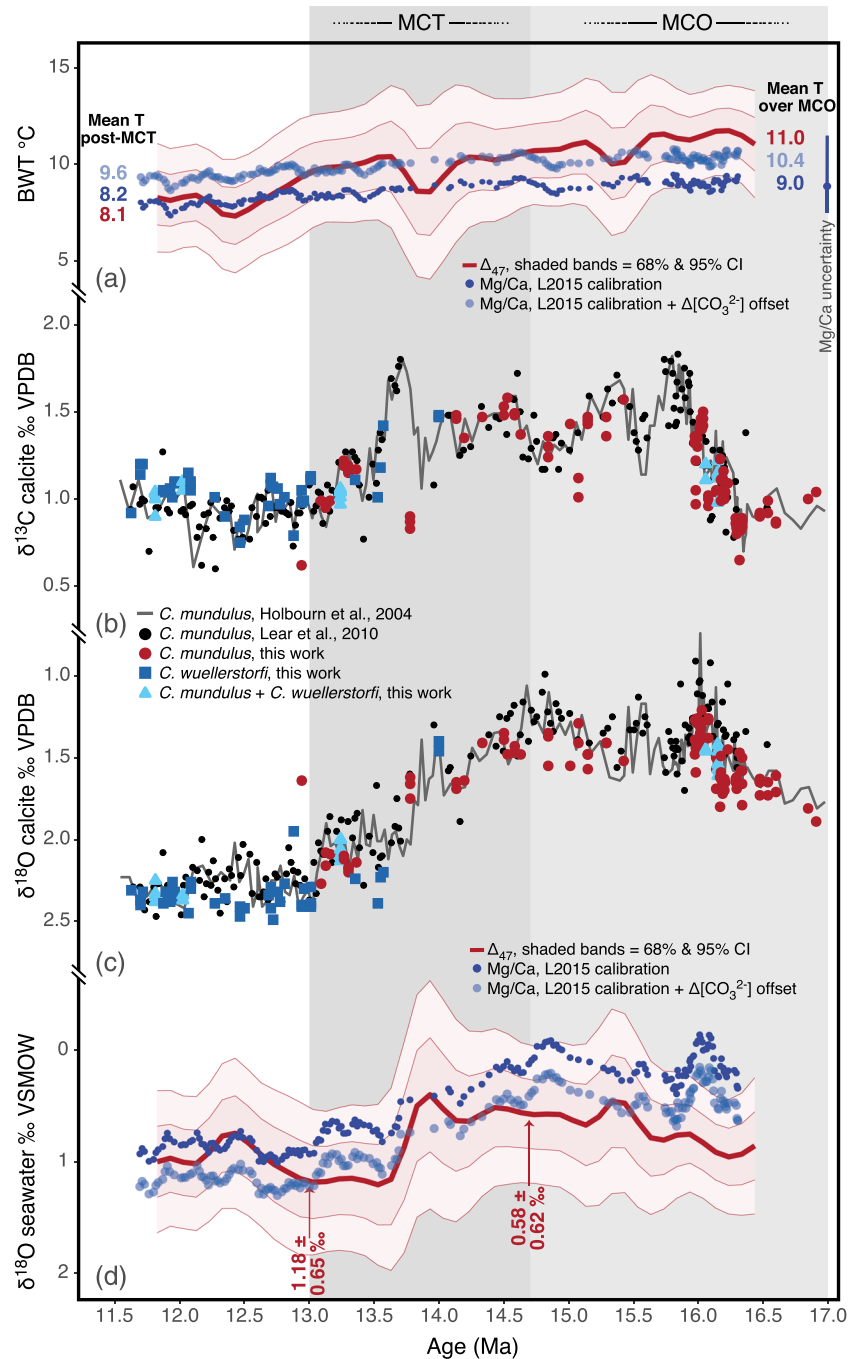 MCT
MCO
15
10
5
BWT °C
Mean T
post-MCT
9.6
8.2
8.1
Mean T
over MCO
11.0
10.4
9.0
Mg/Ca uncertainty
(a)
Δ47, shaded bands = 68% & 95% CI
Mg/Ca, L2015 calibration
Mg/Ca, L2015 calibration + Δ[CO₃²⁻] offset
2.0
1.5
1.0
0.5
δ¹³C calcite ‰ VPDB
(b)
C. mundulus, Holbourn et al., 2004
C. mundulus, Lear et al., 2010
C. mundulus, this work
C. wuellerstorfi, this work
C. mundulus + C. wuellerstorfi, this work
1.0
1.5
2.0
2.5
δ¹⁸O calcite ‰ VPDB
(c)
Δ47, shaded bands = 68% & 95% CI
Mg/Ca, L2015 calibration
Mg/Ca, L2015 calibration + Δ[CO₃²⁻] offset
0
1
2
δ¹⁸O seawater ‰ VSMOW
1.18 ±
0.65 ‰
0.58 ±
0.62 ‰
(d)
11.5 12.0 12.5 13.0 13.5 14.0 14.5 15.0 15.5 16.0 16.5 17.0
Age (Ma)